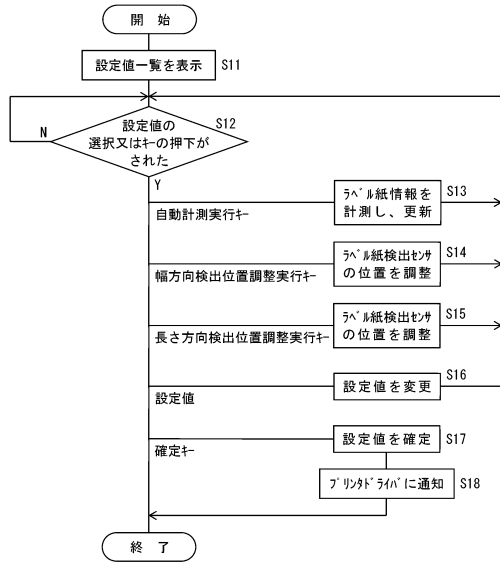 開 始
設定値一覧を表示
S11
設定値の
選択又はｷｰの押下が
された
S12
N
Y
ﾗﾍﾞﾙ紙情報を
計測し、更新
S13
自動計測実行ｷｰ
ﾗﾍﾞﾙ紙検出ｾﾝｻ
の位置を調整
S14
幅方向検出位置調整実行ｷｰ
ﾗﾍﾞﾙ紙検出ｾﾝｻ
の位置を調整
S15
長さ方向検出位置調整実行ｷｰ
設定値を変更
S16
設定値
設定値を確定
S17
確定ｷｰ
ﾌﾟﾘﾝﾀﾄﾞﾗｲﾊﾞに通知
S18
終 了